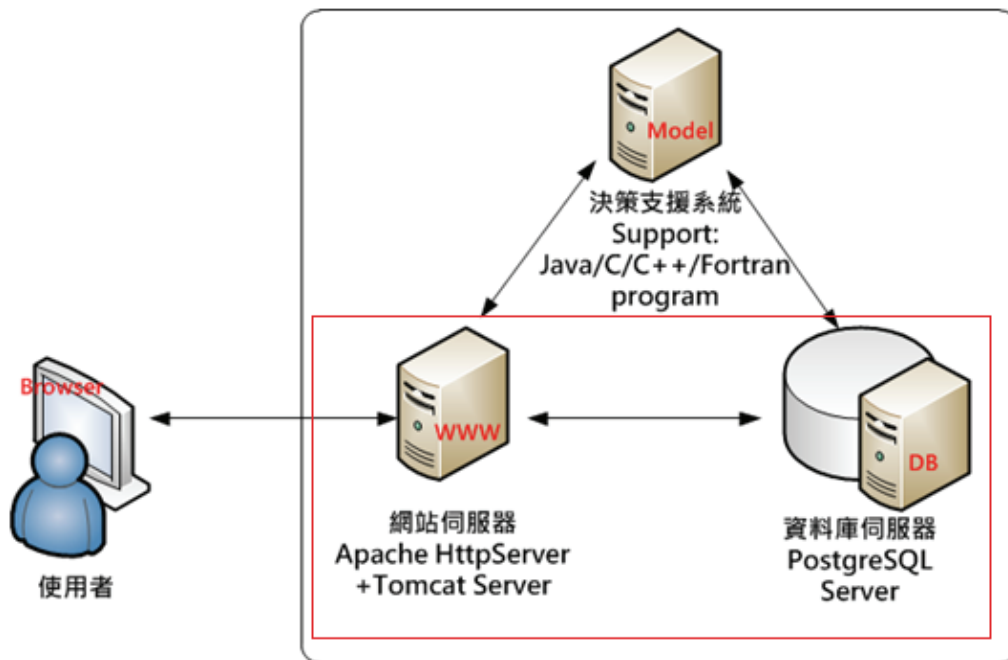 Model
決策支援系統
Support:
Java/C/C++/Fortran
program
Browser
使用者
WWW
網站伺服器
Apache HttpServer
+Tomcat Server
DB
資料庫伺服器
PostgreSQL
Server